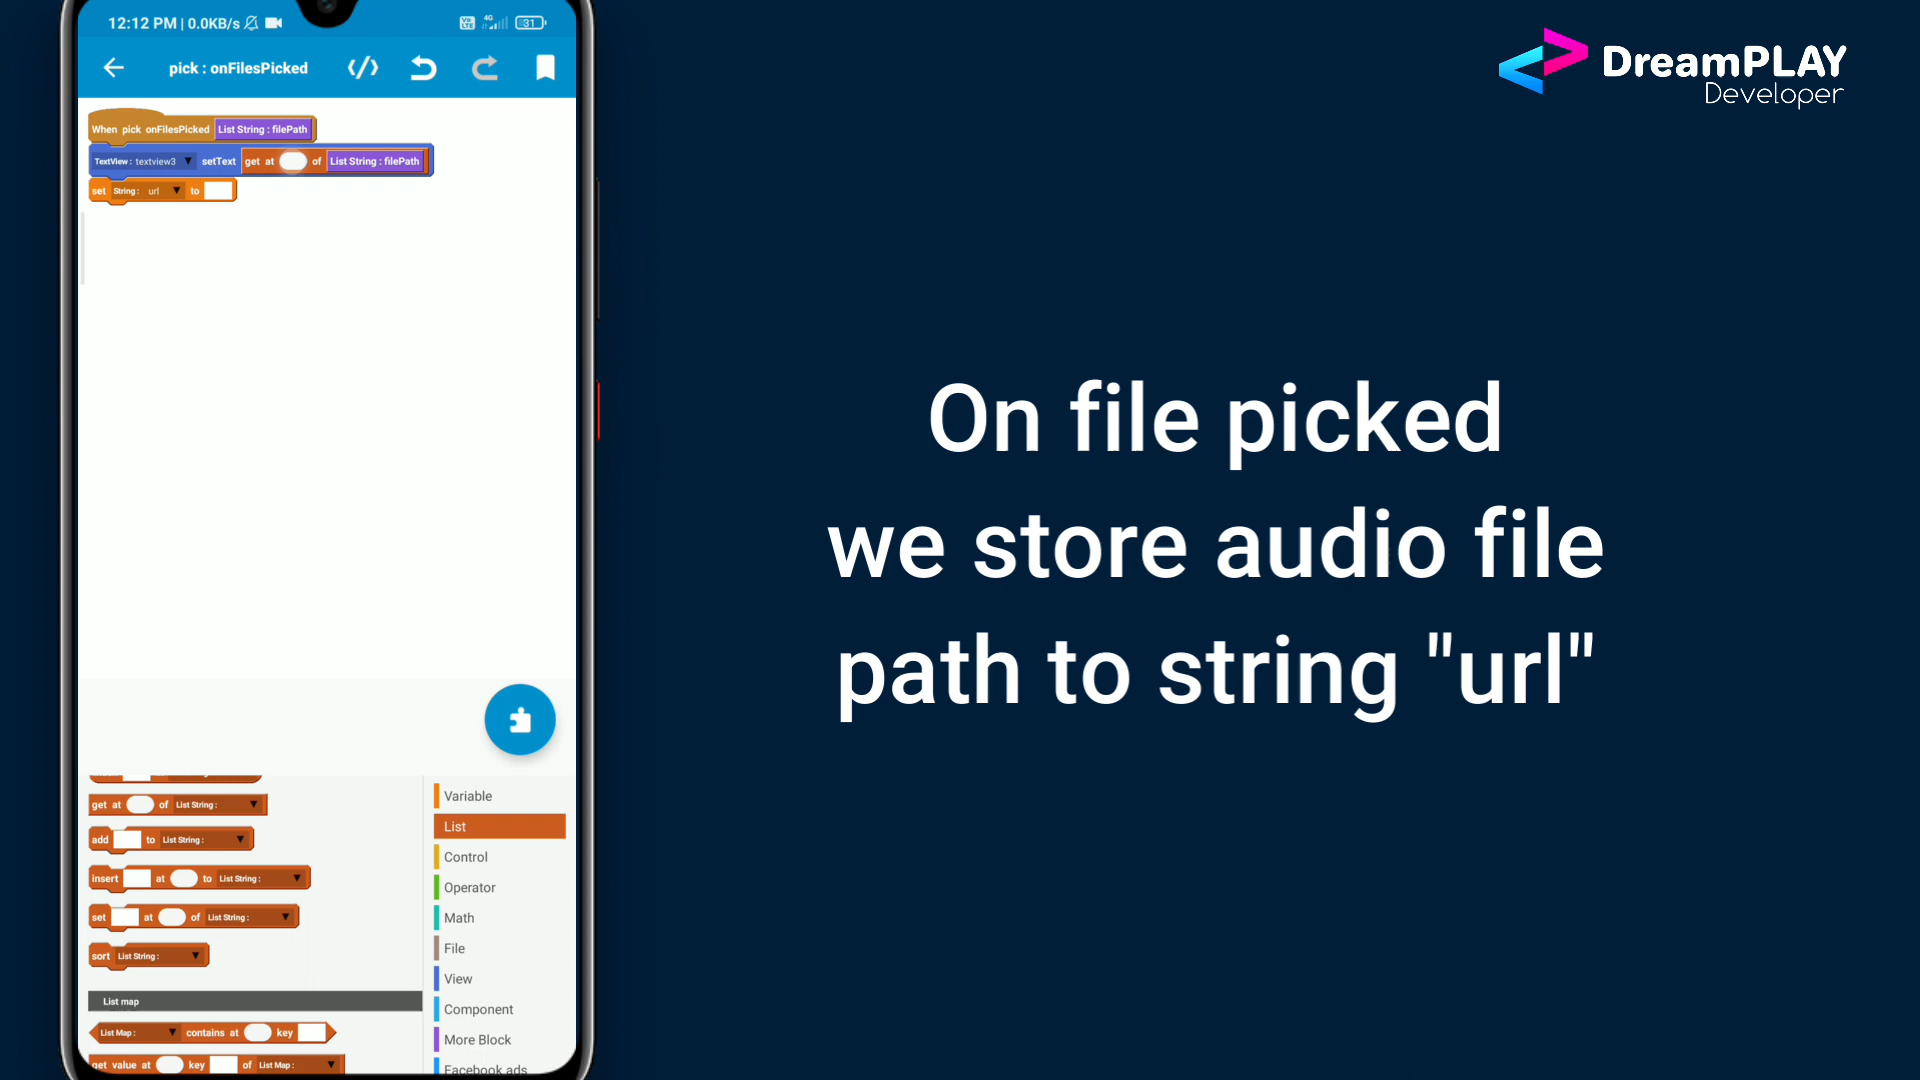 12:12 PM | 0.0KB/s
Vo LTE 4G 31
pick : onFilesPicked
When pick onFilesPicked List String : filePath
TextView : textview3 setText get at of List String : filePath
set String : url to
get at of List String :
add to List String :
insert at to List String :
set at of List String :
sort List String :
List map
List Map : contains at key
get value at key of List Map :
Variable
List
Control
Operator
Math
File
View
Component
More Block
Facebook ads
DreamPLAY
Developer
On file picked
we store audio file
path to string "url"